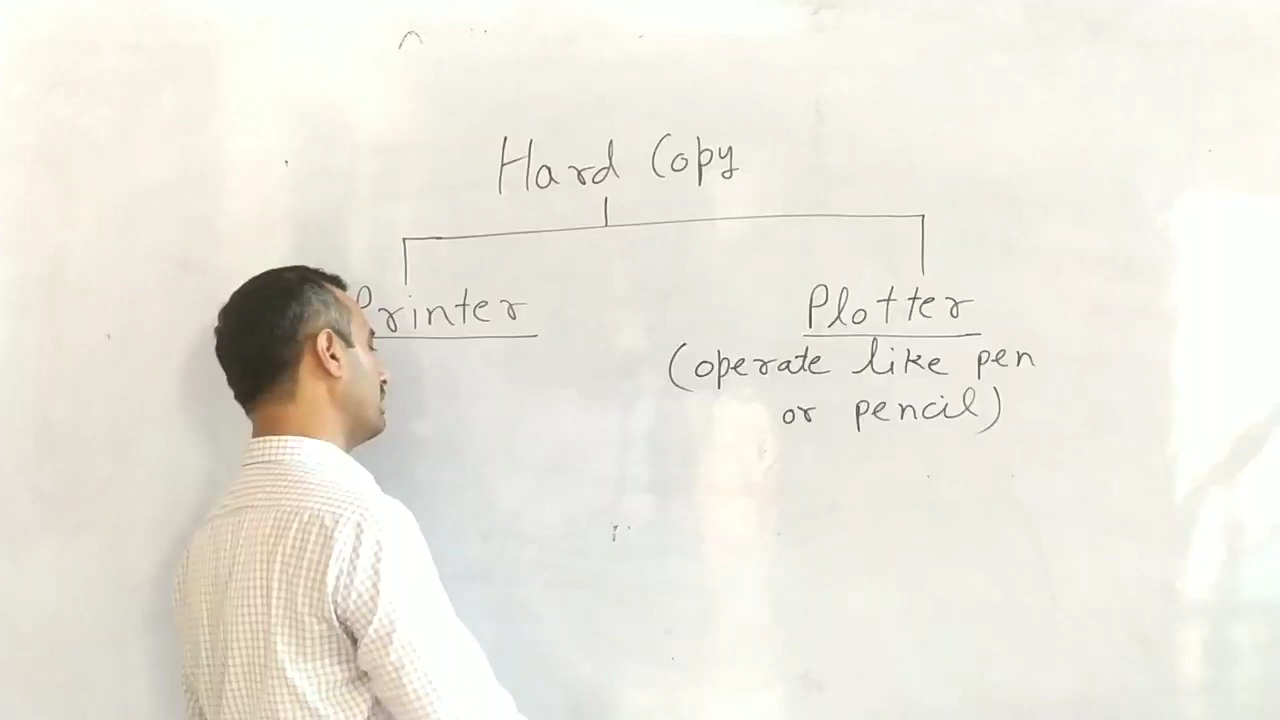 Hard Copy
Printer
Plotter
(operate like pen
or pencil)